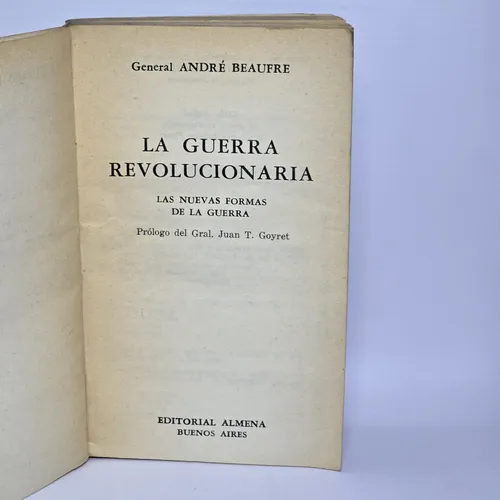 General ANDRÉ BEAUFRE
LA GUERRA
REVOLUCIONARIA
LAS NUEVAS FORMAS
DE LA GUERRA
Prólogo del Gral. Juan T. Goyret
EDITORIAL ALMENA
BUENOS AIRES